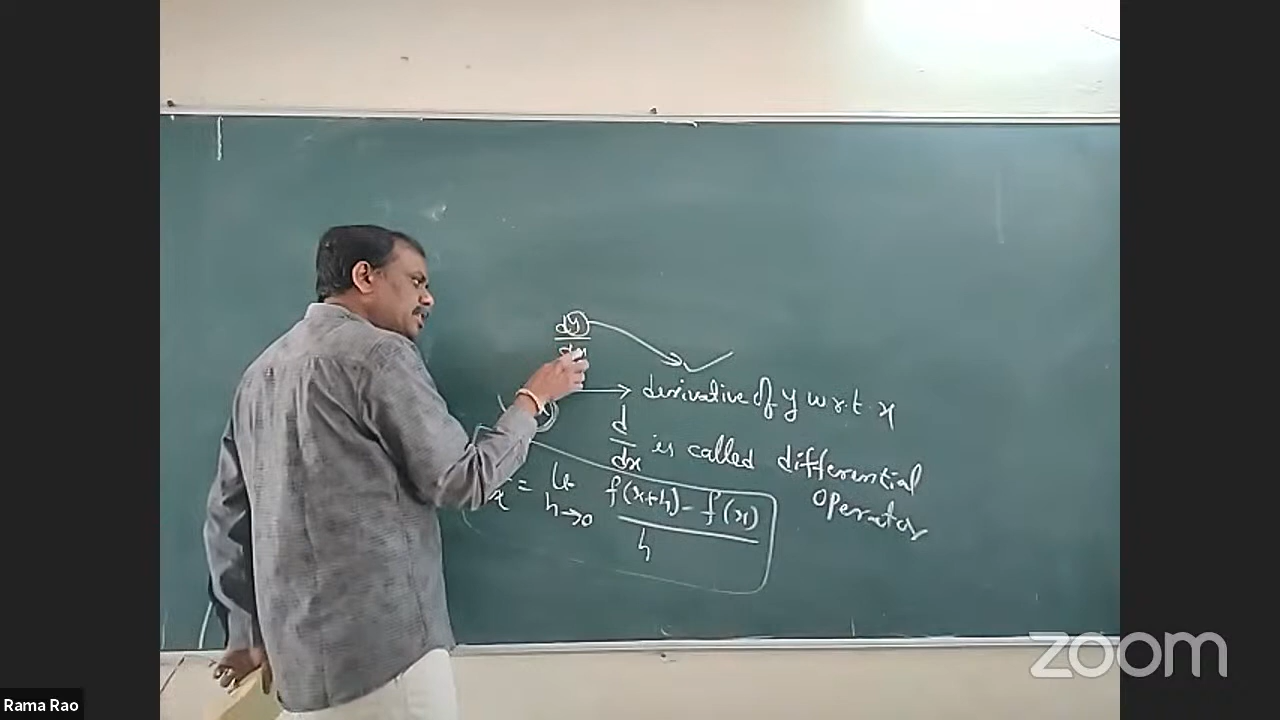 dy
dx
derivative of y w.r.t. x
d
dx
is called differential
operator
x = Lt
h→0
f(x+h) - f(x)
h
zoom
Rama Rao